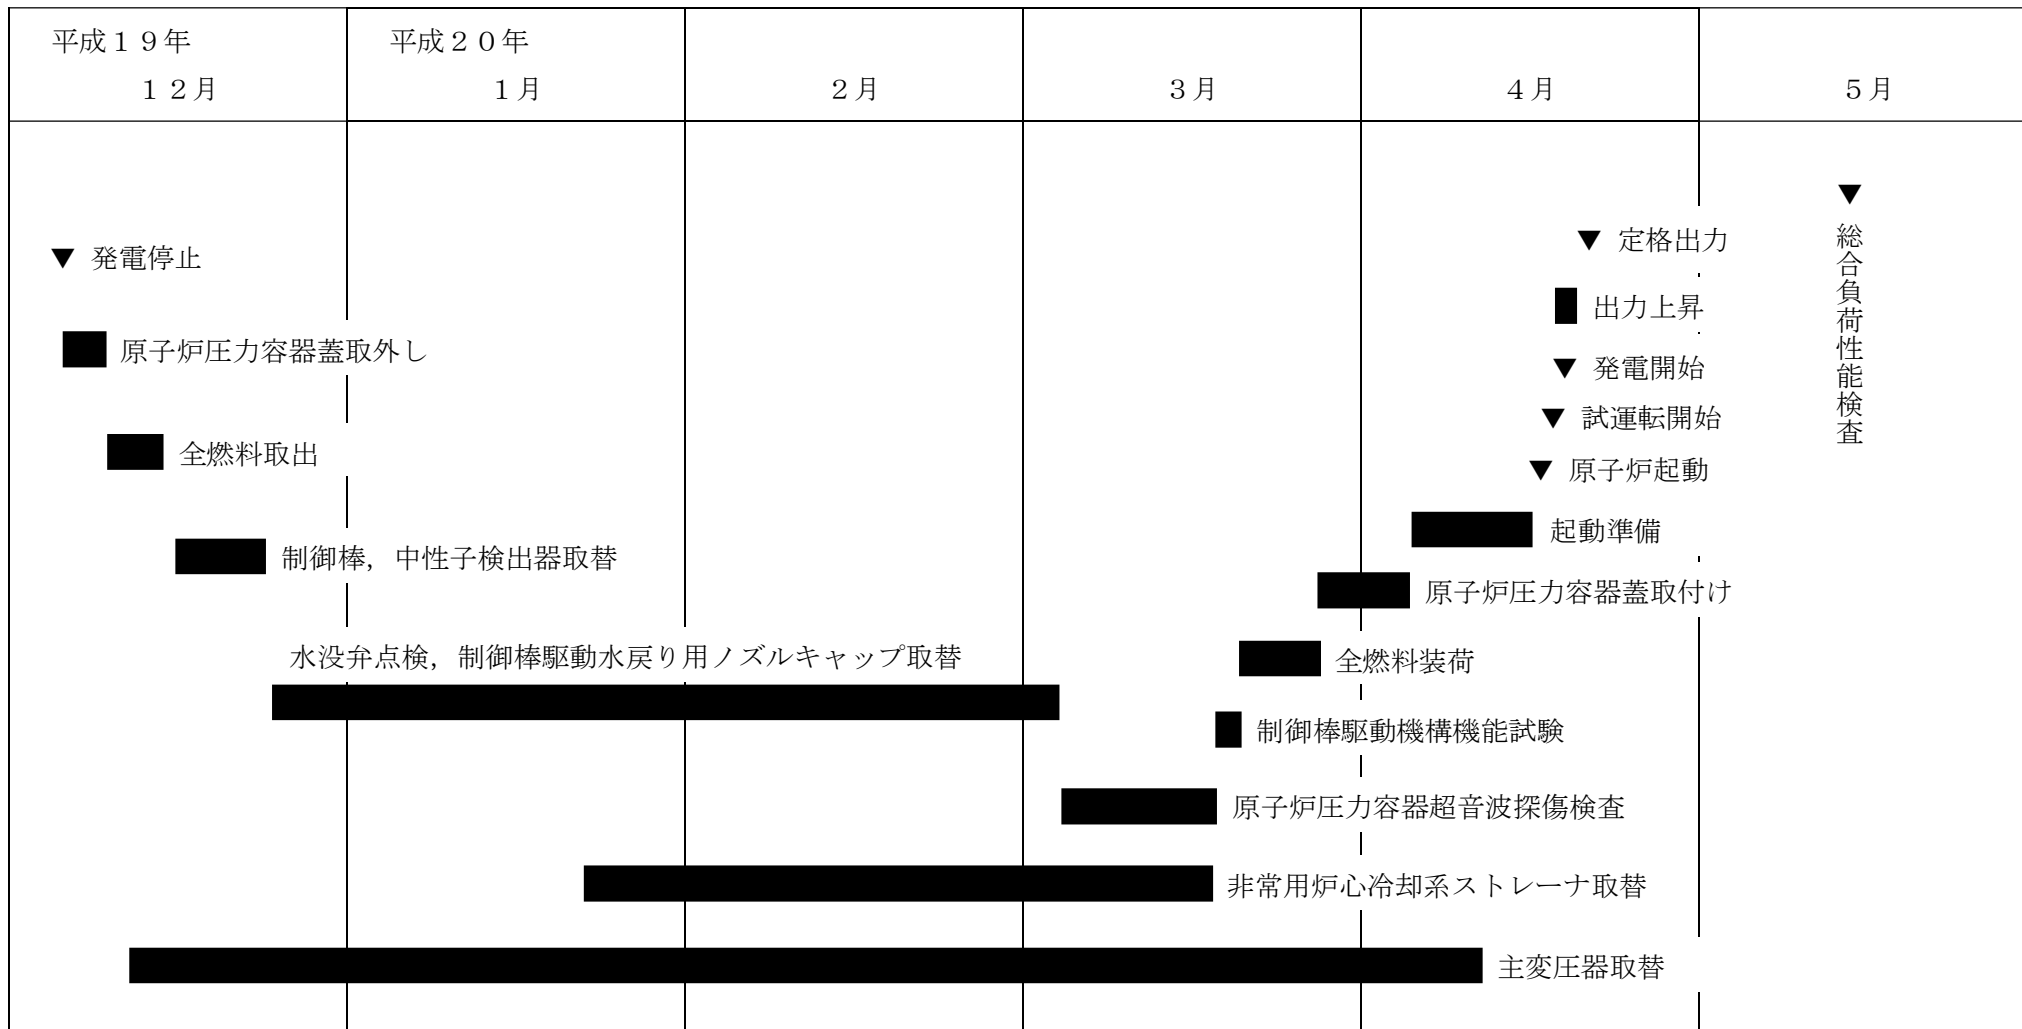 平成１９年
１２月
平成２０年
１月
２月
３月
４月
５月
▼
総合負荷性能検査
▼ 定格出力
▼ 発電停止
出力上昇
原子炉圧力容器蓋取外し
▼ 発電開始
▼ 試運転開始
全燃料取出
▼ 原子炉起動
起動準備
制御棒，中性子検出器取替
原子炉圧力容器蓋取付け
水没弁点検，制御棒駆動水戻り用ノズルキャップ取替
全燃料装荷
制御棒駆動機構機能試験
原子炉圧力容器超音波探傷検査
非常用炉心冷却系ストレーナ取替
主変圧器取替